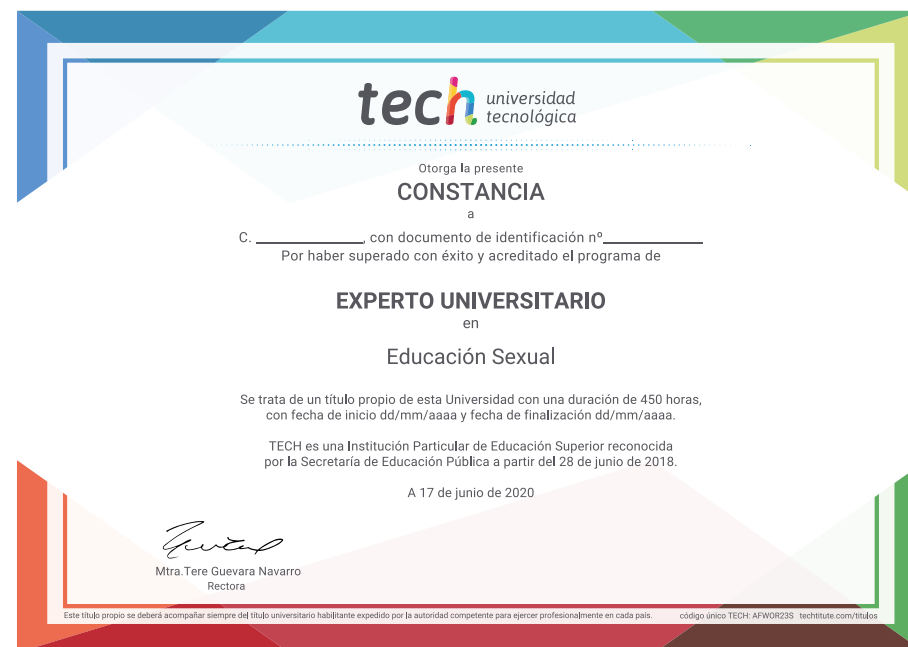 tech universidad
tecnológica
Otorga la presente
CONSTANCIA
a
C. ______________, con documento de identificación nº______________
Por haber superado con éxito y acreditado el programa de
EXPERTO UNIVERSITARIO
en
Educación Sexual
Se trata de un título propio de esta Universidad con una duración de 450 horas,
con fecha de inicio dd/mm/aaaa y fecha de finalización dd/mm/aaaa.
TECH es una Institución Particular de Educación Superior reconocida
por la Secretaría de Educación Pública a partir del 28 de junio de 2018.
A 17 de junio de 2020
Mtra.Tere Guevara Navarro
Rectora
Este título propio se deberá acompañar siempre del título universitario habilitante expedido por la autoridad competente para ejercer profesionalmente en cada país. código único TECH: AFWOR23S techtitute.com/titulos